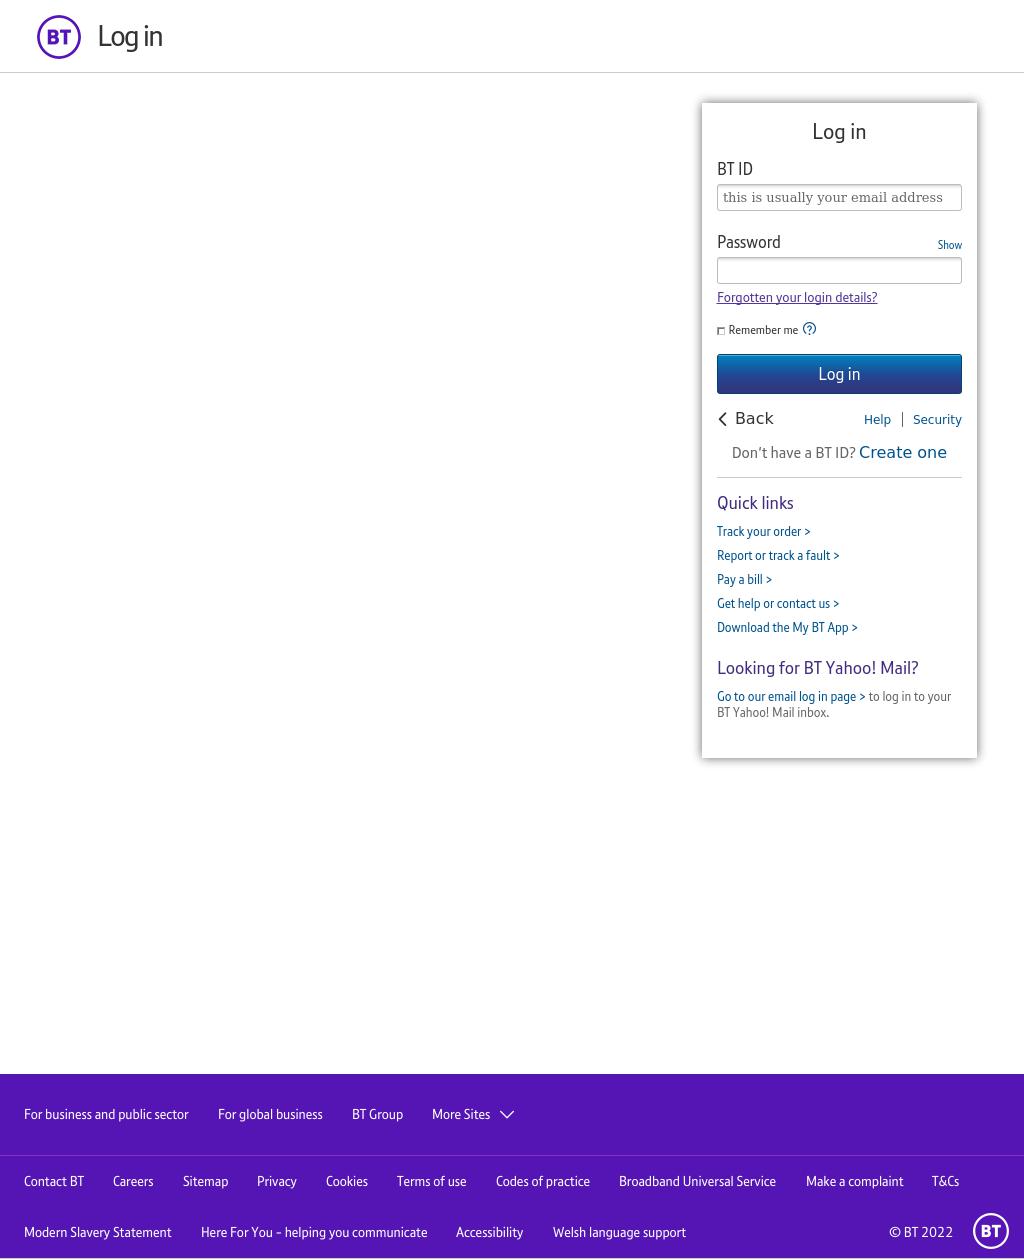 BT Log in
Log in
BT ID
this is usually your email address
Password Show
Forgotten your login details?
Remember me ?
Log in
Back Help | Security
Don't have a BT ID? Create one
Quick links
Track your order >
Report or track a fault >
Pay a bill >
Get help or contact us >
Download the My BT App >
Looking for BT Yahoo! Mail?
Go to our email log in page > to log in to your
BT Yahoo! Mail inbox.
For business and public sector For global business BT Group More Sites
Contact BT Careers Sitemap Privacy Cookies Terms of use Codes of practice Broadband Universal Service Make a complaint T&Cs
Modern Slavery Statement Here For You - helping you communicate Accessibility Welsh language support © BT 2022 BT